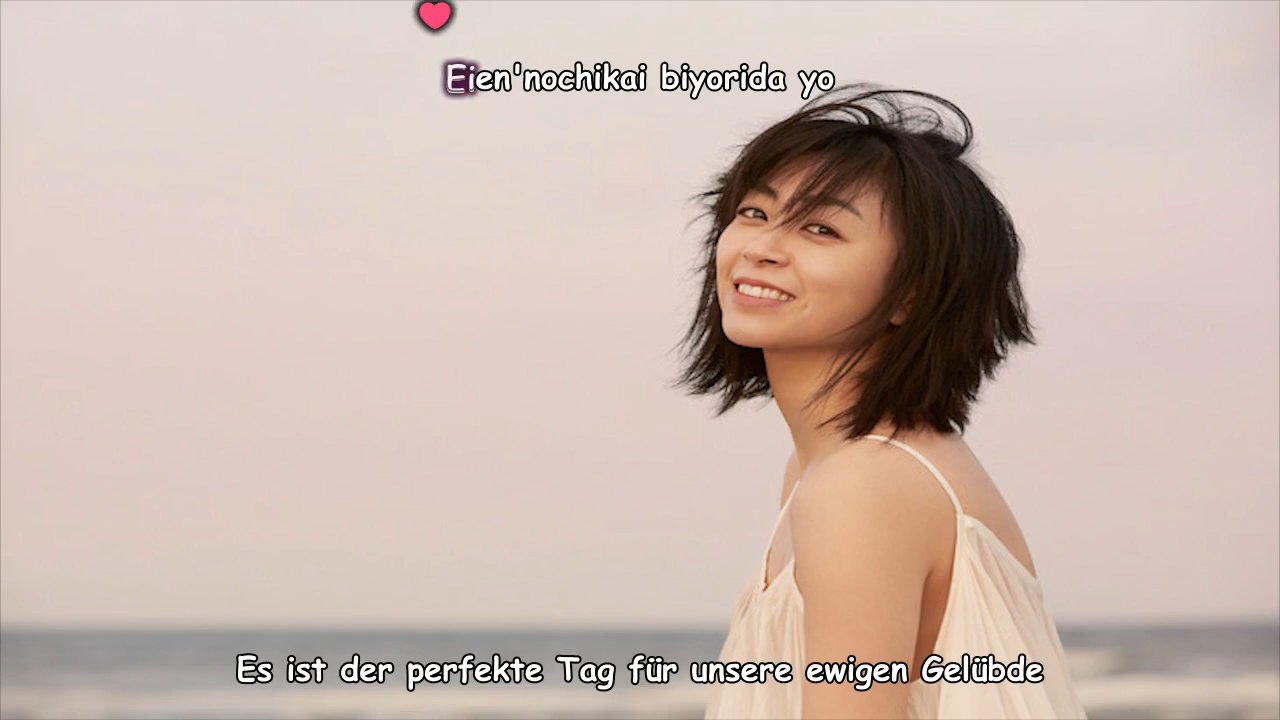 Eien'nochikai biyorida yo
Es ist der perfekte Tag für unsere ewigen Gelübde